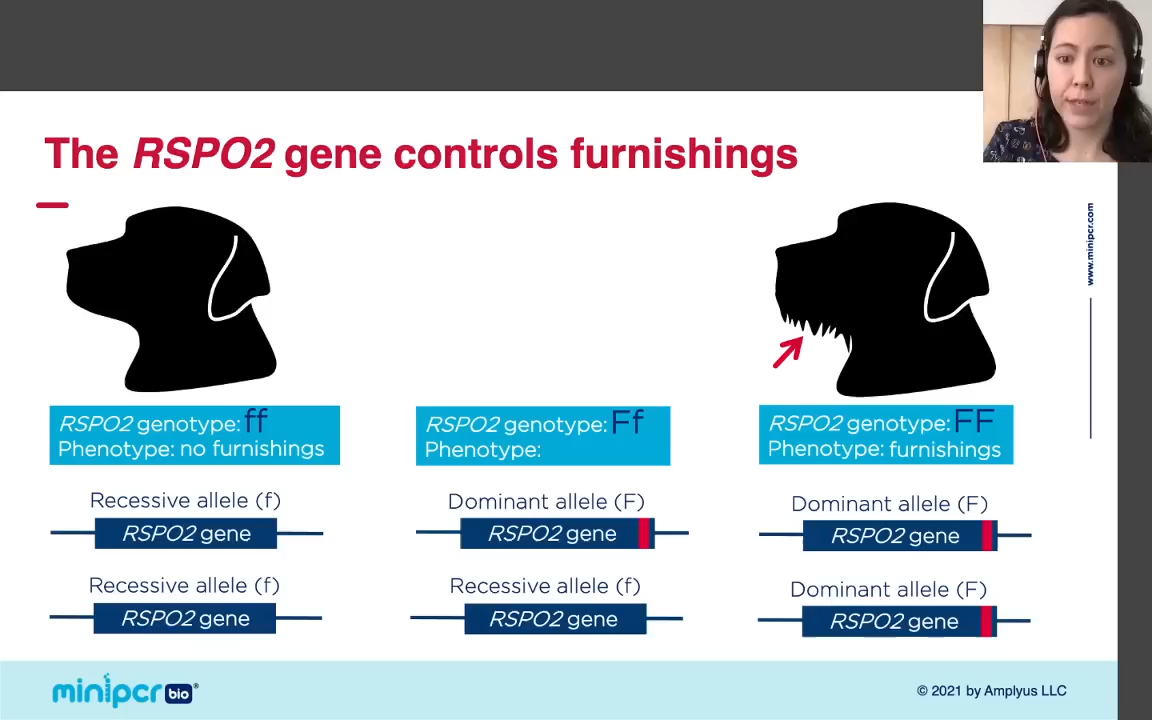 The RSPO2 gene controls furnishings
www.minipcr.com
RSPO2 genotype: ff
Phenotype: no furnishings
Recessive allele (f)
RSPO2 gene
Recessive allele (f)
RSPO2 gene
RSPO2 genotype: Ff
Phenotype:
Dominant allele (F)
RSPO2 gene
Recessive allele (f)
RSPO2 gene
RSPO2 genotype: FF
Phenotype: furnishings
Dominant allele (F)
RSPO2 gene
Dominant allele (F)
RSPO2 gene
minipcr bio®
© 2021 by Amplyus LLC